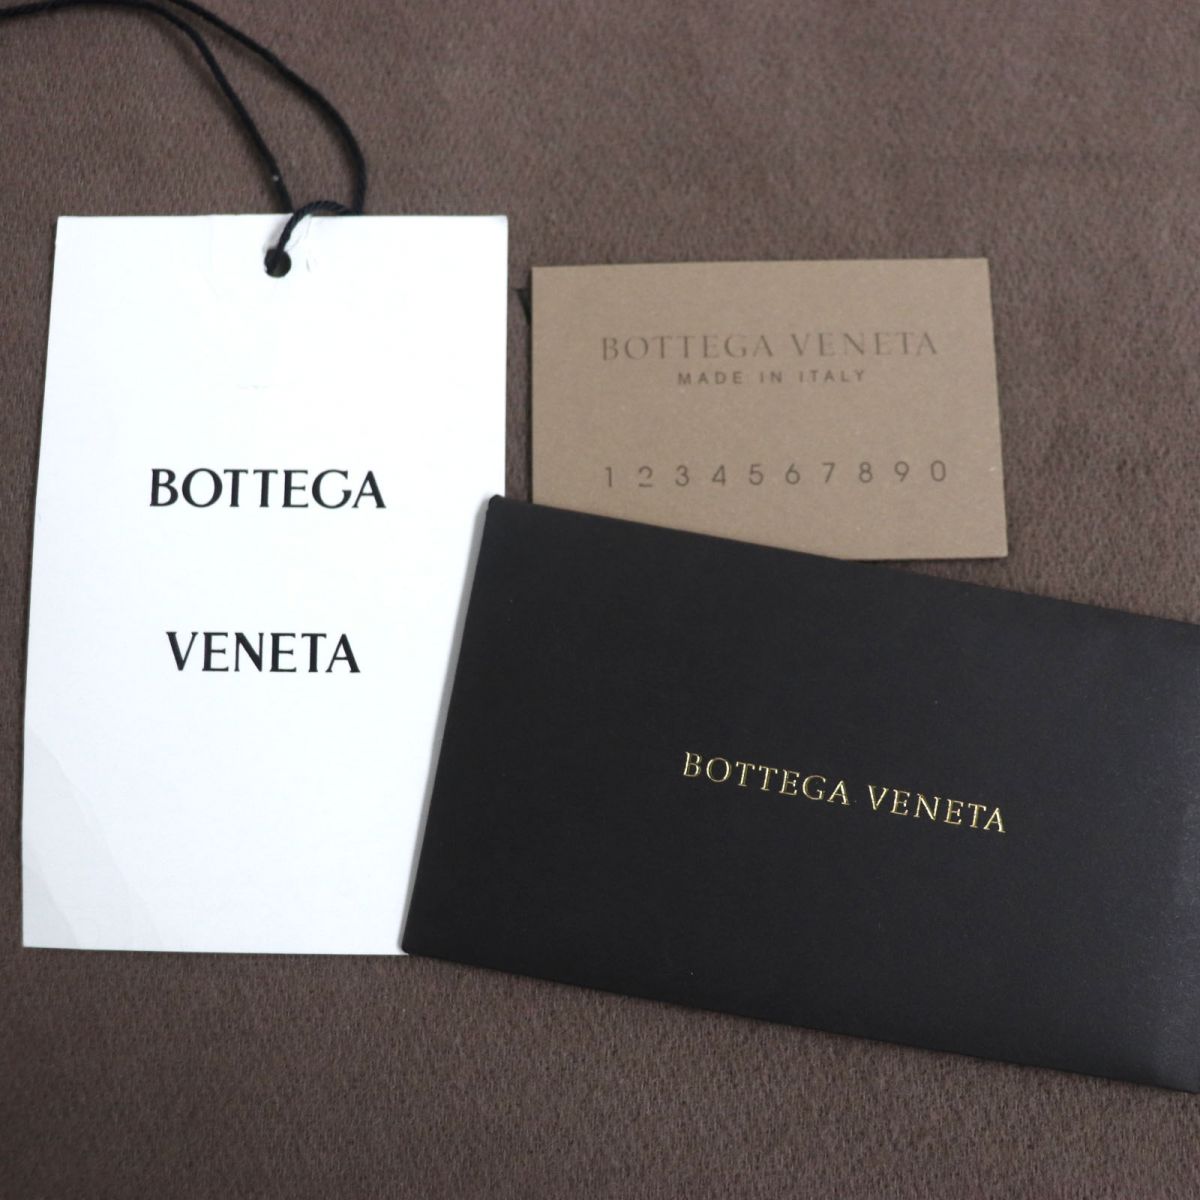 BOTTEGA
VENETA
BOTTEGA VENETA
MADE IN ITALY
1 2 3 4 5 6 7 8 9 0
BOTTEGA VENETA